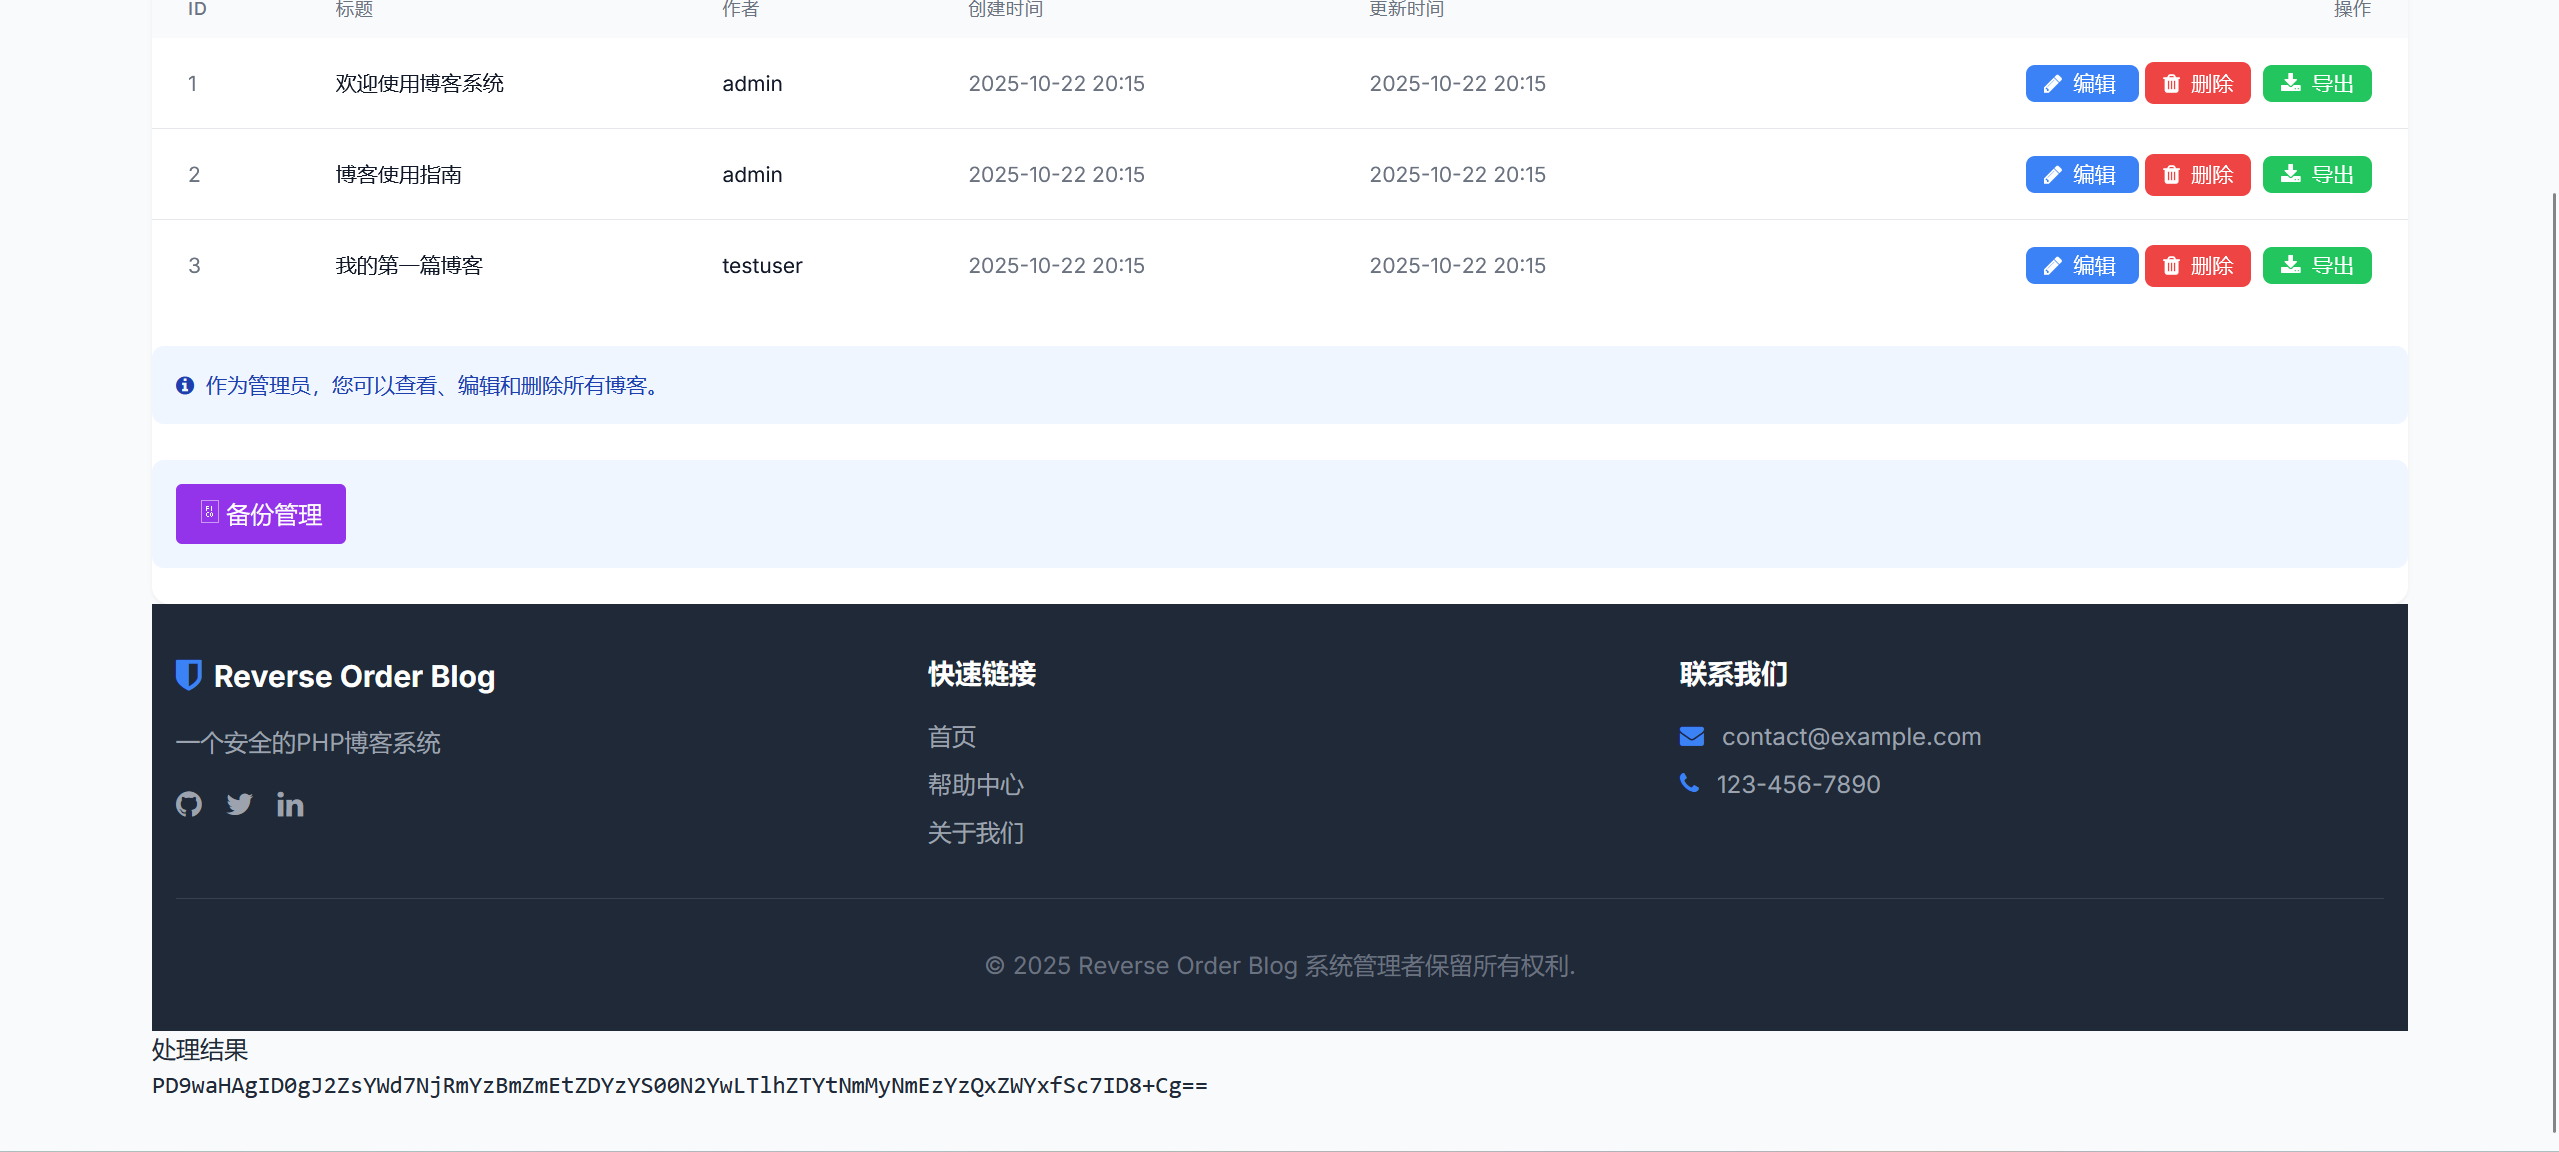 ID 标题 作者 创建时间 更新时间 操作
1 欢迎使用博客系统 admin 2025-10-22 20:15 2025-10-22 20:15 编辑 删除 导出
2 博客使用指南 admin 2025-10-22 20:15 2025-10-22 20:15 编辑 删除 导出
3 我的第一篇博客 testuser 2025-10-22 20:15 2025-10-22 20:15 编辑 删除 导出
作为管理员，您可以查看、编辑和删除所有博客。
备份管理
Reverse Order Blog
一个安全的PHP博客系统
快速链接
首页
帮助中心
关于我们
联系我们
contact@example.com
123-456-7890
© 2025 Reverse Order Blog 系统管理者保留所有权利.
处理结果
PD9waHAgID0gJ2ZsYWd7NjRmYzBmZmEtZDYzYS00N2YwLTlhZTYtNmMyNmEzYzQxZWYxfSc7ID8+Cg==